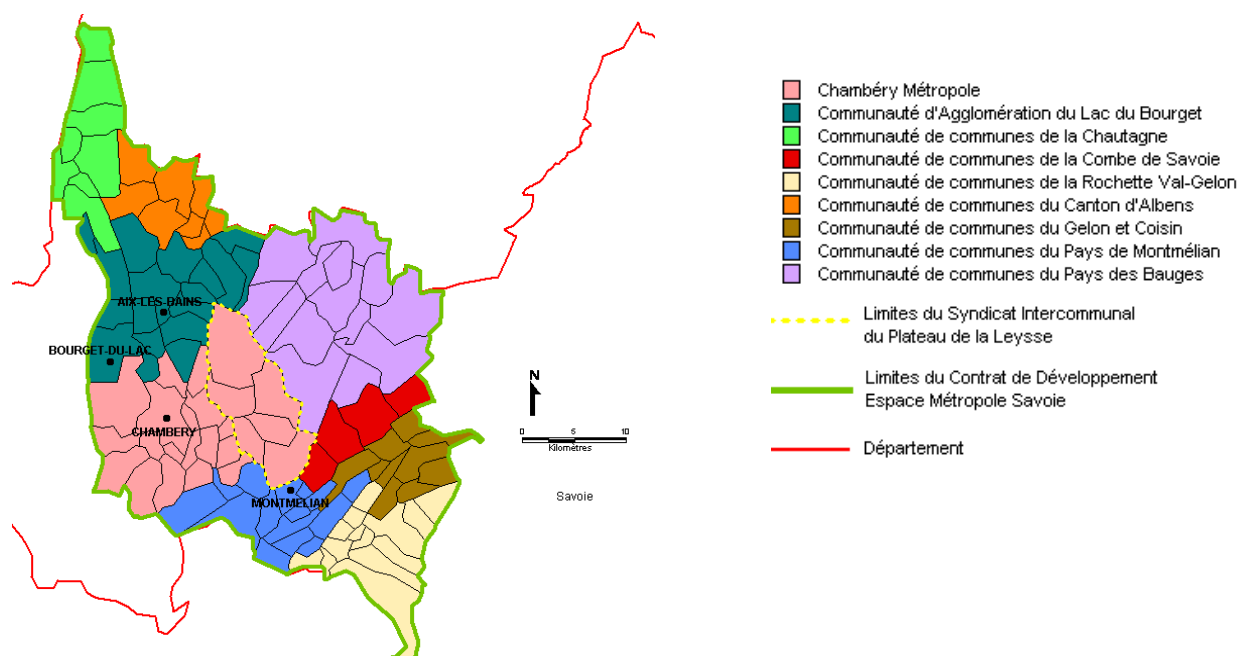 AIX-LES-BAINS
BOURGET-DU-LAC
CHAMBERY
MONTMELIAN
N
0 5 10
Kilomètres
Savoie
Chambéry Métropole
Communauté d'Agglomération du Lac du Bourget
Communauté de communes de la Chautagne
Communauté de communes de la Combe de Savoie
Communauté de communes de la Rochette Val-Gelon
Communauté de communes du Canton d'Albens
Communauté de communes du Gelon et Coisin
Communauté de communes du Pays de Montmélian
Communauté de communes du Pays des Bauges
Limites du Syndicat Intercommunal
du Plateau de la Leysse
Limites du Contrat de Développement
Espace Métropole Savoie
Département